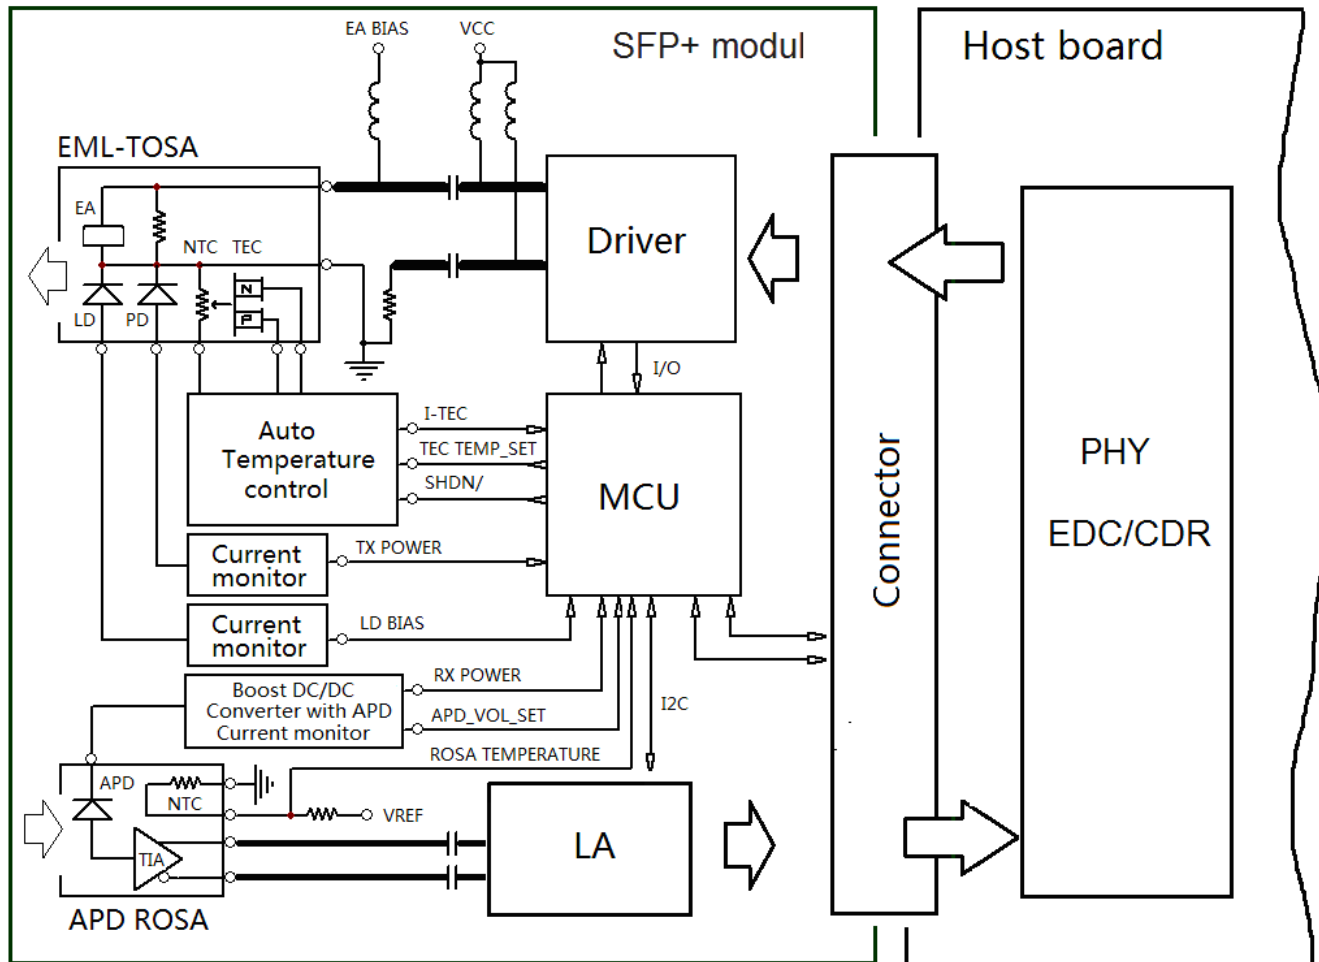 EA BIAS
VCC
SFP+ modul
Host board
EML-TOSA
EA
NTC TEC
N
P
LD
PD
Driver
I/O
Auto
Temperature
control
I-TEC
TEC TEMP_SET
SHDN/
MCU
Connector
PHY
EDC/CDR
Current
monitor
TX POWER
Current
monitor
LD BIAS
Boost DC/DC
Converter with APD
Current monitor
RX POWER
APD_VOL_SET
I2C
ROSA TEMPERATURE
APD
NTC
VREF
TIA
LA
APD ROSA